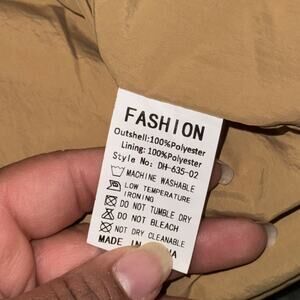 FASHION
Outshell:100%Polyester
Lining:100%Polyester
Style No: DH-635-02
MACHINE WASHABLE
LOW TEMPERATURE
IRONING
DO NOT TUMBLE DRY
DO NOT BLEACH
NOT DRY CLEANABLE
MADE IN